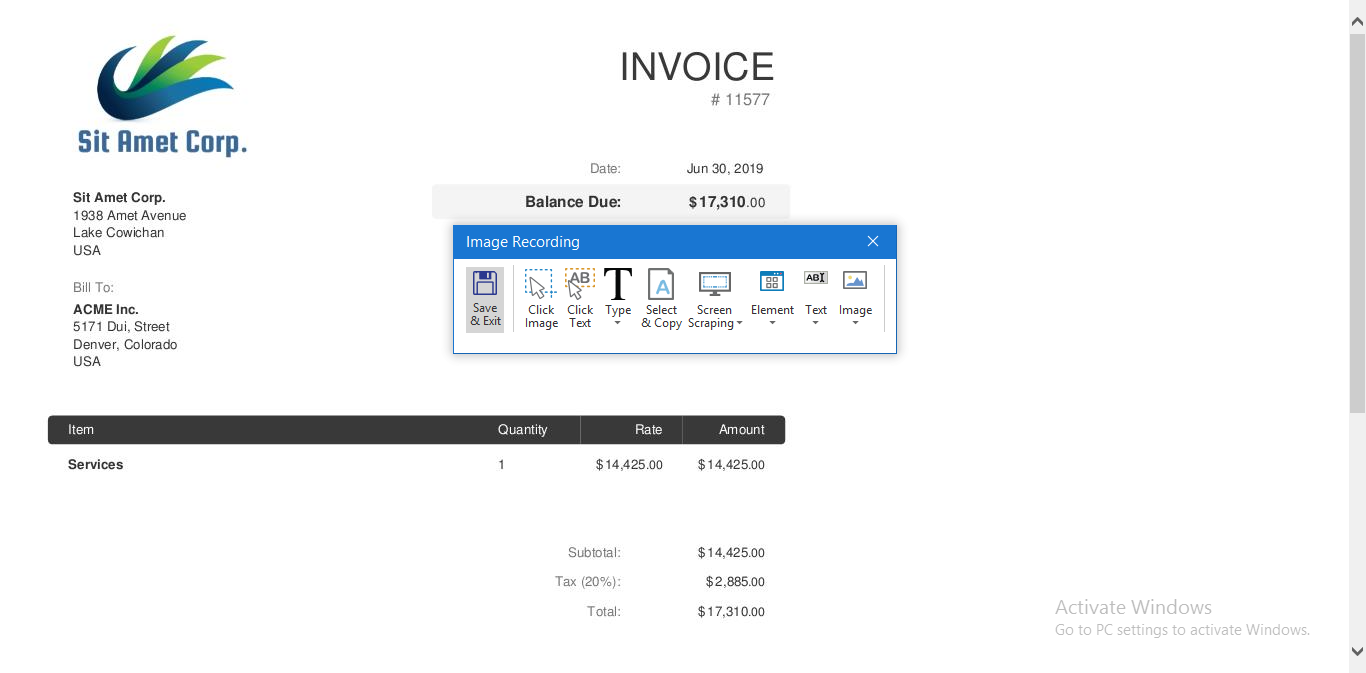 INVOICE
# 11577
Sit Amet Corp.
Date: Jun 30, 2019
Balance Due: $17,310.00
Sit Amet Corp.
1938 Amet Avenue
Lake Cowichan
USA
Bill To:
ACME Inc.
5171 Dui, Street
Denver, Colorado
USA
Image Recording
Save & Exit
Click Image
AB
Click Text
T
Type
A
Select & Copy
Screen Scraping
Element
AB
Text
Image
Item Quantity Rate Amount
Services 1 $14,425.00 $14,425.00
Subtotal: $14,425.00
Tax (20%): $2,885.00
Total: $17,310.00
Activate Windows
Go to PC settings to activate Windows.